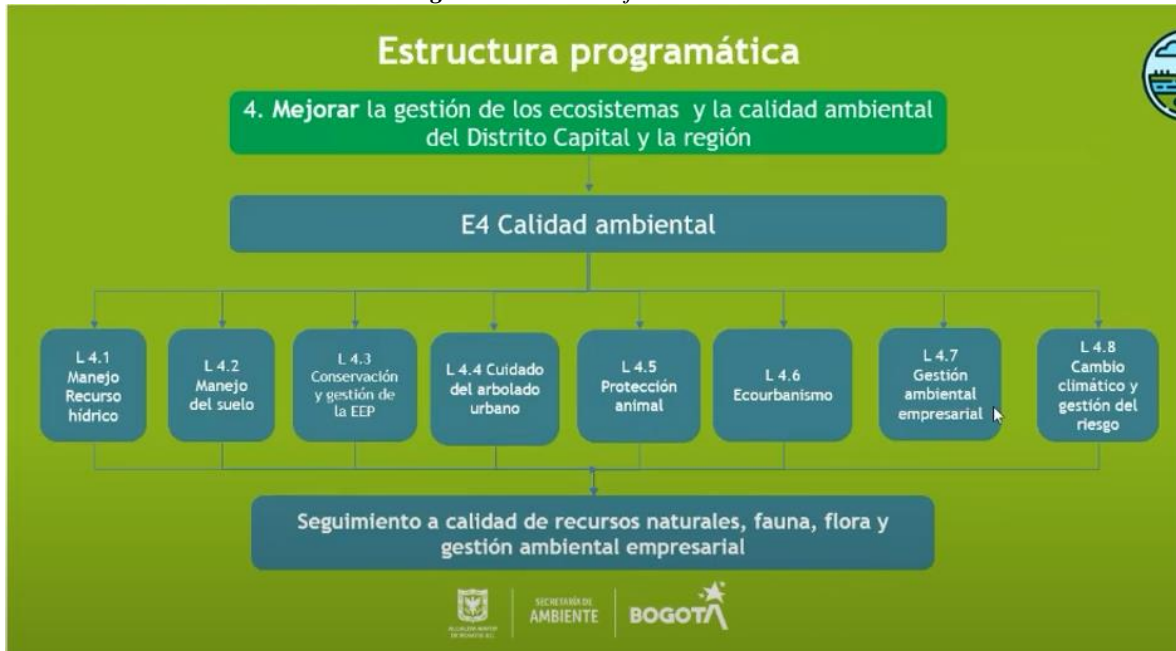 Estructura programática
4. Mejorar la gestión de los ecosistemas y la calidad ambiental
del Distrito Capital y la región
E4 Calidad ambiental
L 4.1
Manejo
Recurso
hídrico
L 4.2
Manejo
del suelo
L 4.3
Conservación
y gestión de
la EEP
L 4.4 Cuidado
del arbolado
urbano
L 4.5
Protección
animal
L 4.6
Ecourbanismo
L 4.7
Gestión
ambiental
empresarial
L 4.8
Cambio
climático y
gestión del
riesgo
Seguimiento a calidad de recursos naturales, fauna, flora y
gestión ambiental empresarial
ALCALDÍA MAYOR
DE BOGOTÁ D.C.
SECRETARÍA DE
AMBIENTE
BOGOTÁ